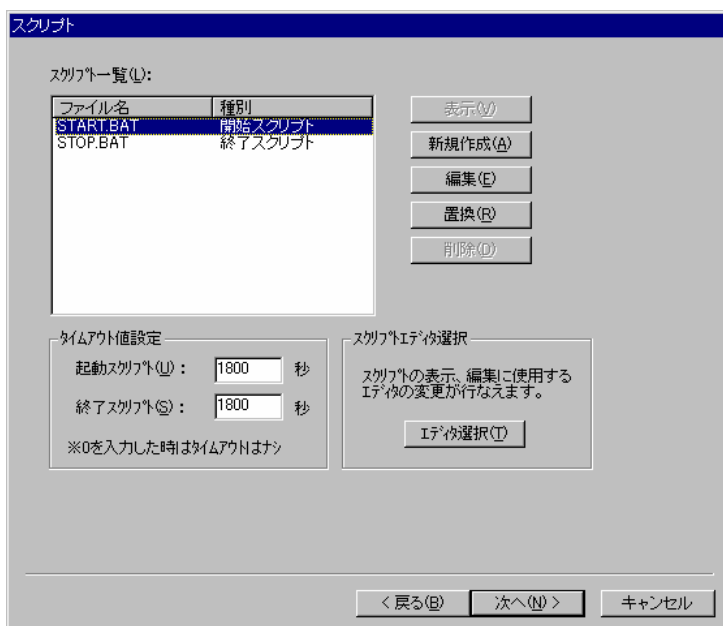 スクリプト
ｽｸﾘﾌﾟﾄ一覧(L):
ファイル名 種別
START.BAT 開始スクリプト
STOP.BAT 終了スクリプト
表示(V)
新規作成(A)
編集(E)
置換(R)
削除(D)
ﾀｲﾑｱｳﾄ値設定
起動ｽｸﾘﾌﾟﾄ(U)： 1800 秒
終了ｽｸﾘﾌﾟﾄ(S)： 1800 秒
※0を入力した時はﾀｲﾑｱｳﾄはﾅｼ
ｽｸﾘﾌﾟﾄｴﾃﾞｨﾀ選択
ｽｸﾘﾌﾟﾄの表示、編集に使用する
ｴﾃﾞｨﾀの変更が行なえます。
ｴﾃﾞｨﾀ選択(T)
< 戻る(B)
次へ(N) >
キャンセル